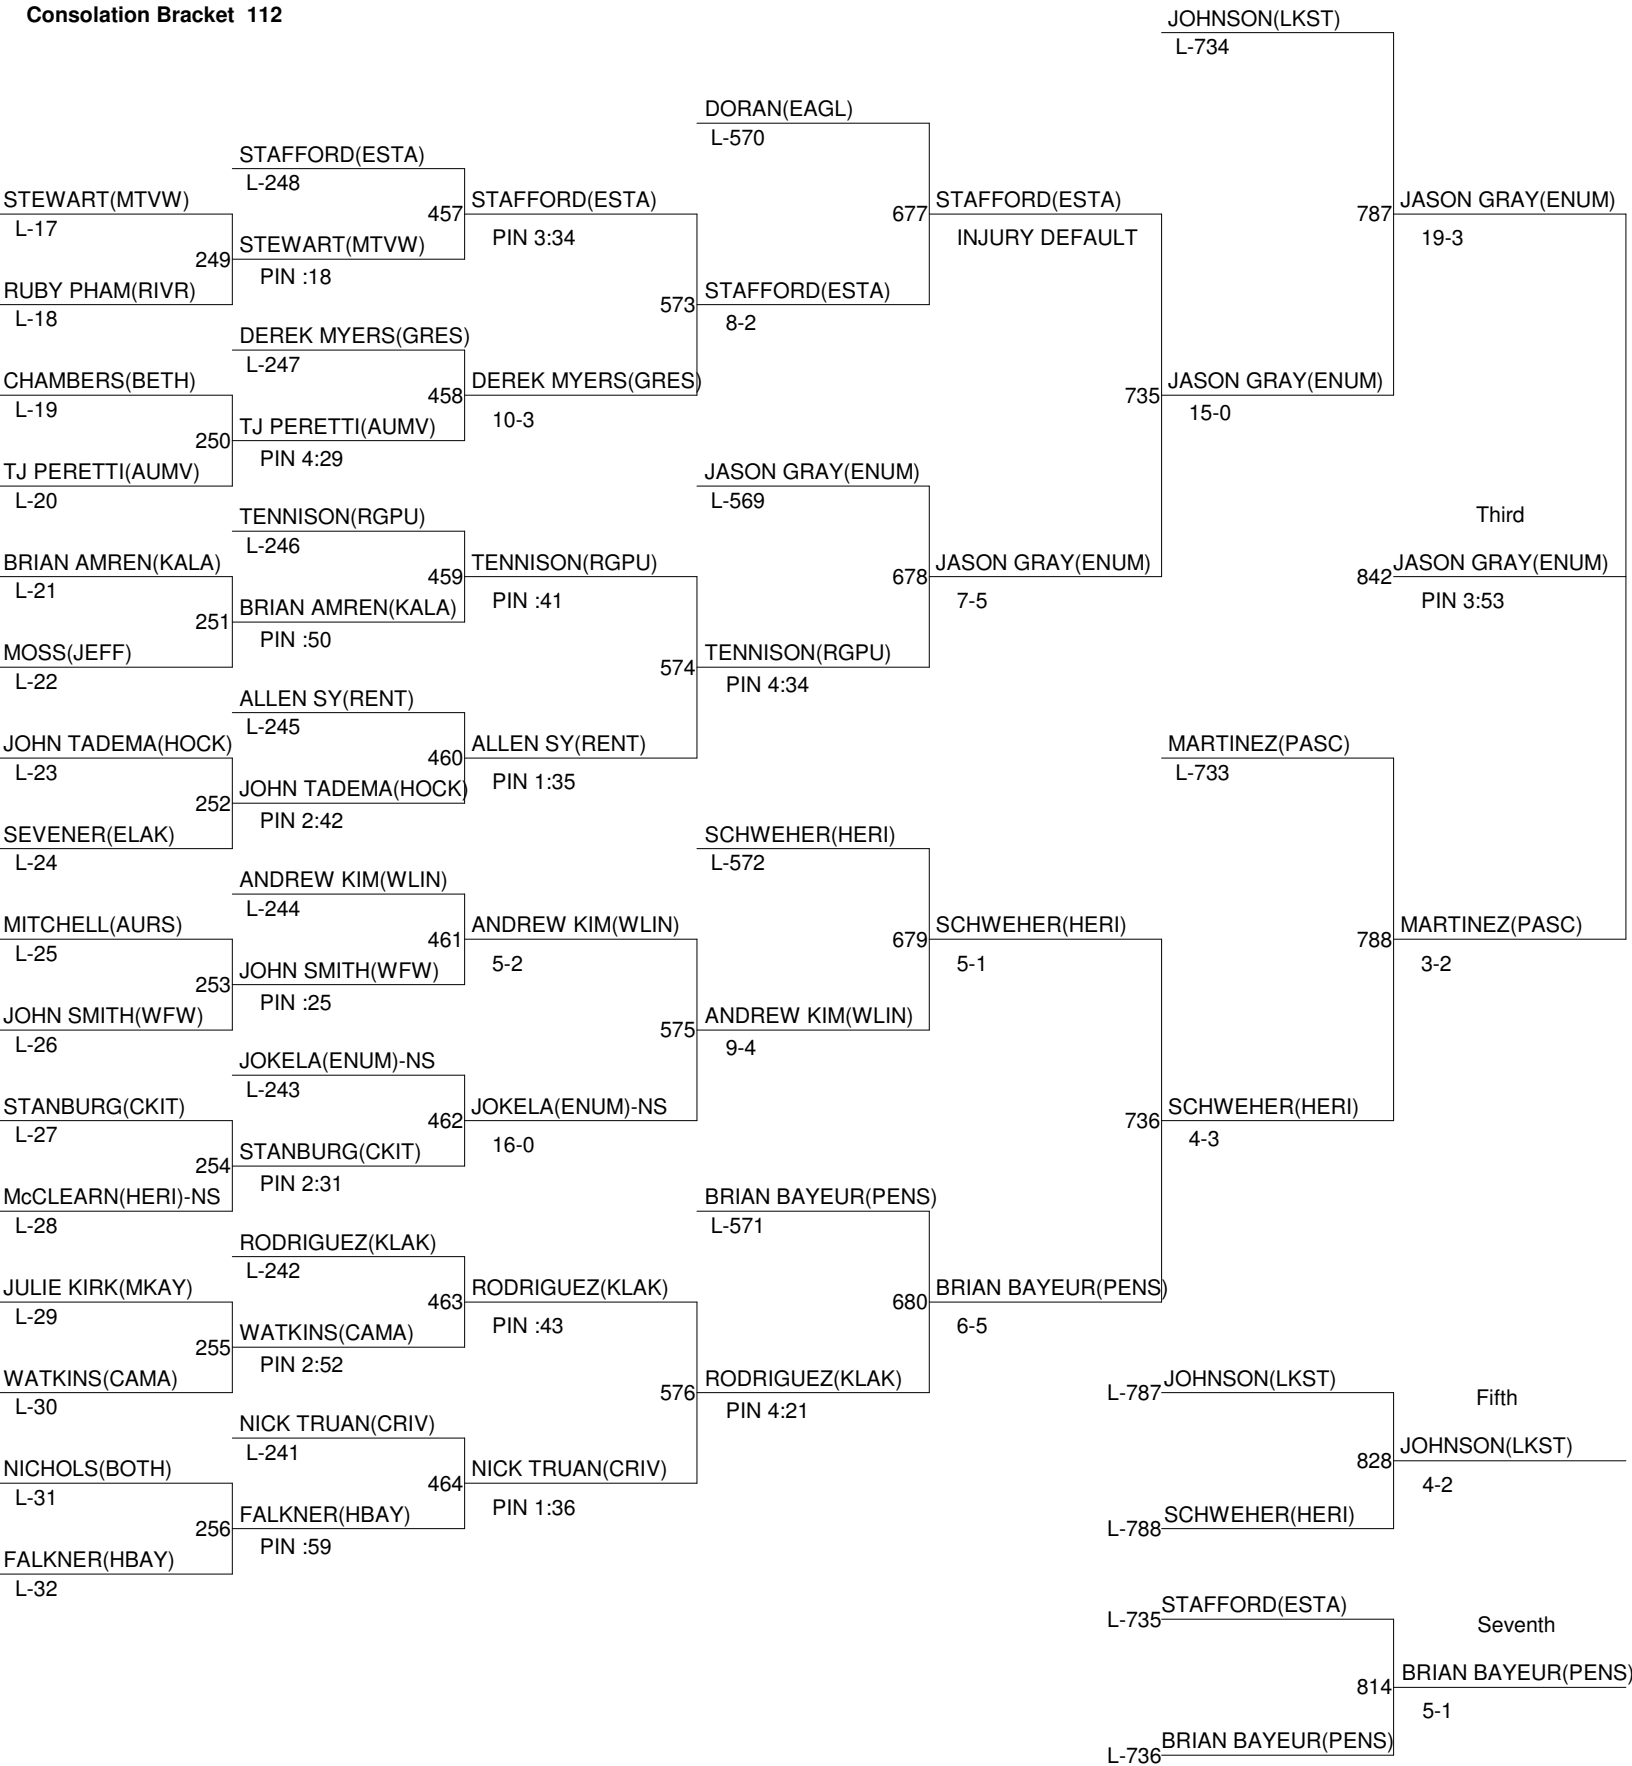 Consolation Bracket 112
JOHNSON(LKST)
L-734
DORAN(EAGL)
L-570
STAFFORD(ESTA)
L-248
STEWART(MTVW)
L-17
457
STAFFORD(ESTA)
PIN 3:34
677
STAFFORD(ESTA)
INJURY DEFAULT
787
JASON GRAY(ENUM)
19-3
249
STEWART(MTVW)
PIN :18
RUBY PHAM(RIVR)
L-18
573
STAFFORD(ESTA)
8-2
DEREK MYERS(GRES)
L-247
CHAMBERS(BETH)
L-19
458
DEREK MYERS(GRES)
10-3
735
JASON GRAY(ENUM)
15-0
250
TJ PERETTI(AUMV)
PIN 4:29
TJ PERETTI(AUMV)
L-20
JASON GRAY(ENUM)
L-569
TENNISON(RGPU)
L-246
Third
BRIAN AMREN(KALA)
L-21
459
TENNISON(RGPU)
PIN :41
678
JASON GRAY(ENUM)
7-5
842
JASON GRAY(ENUM)
PIN 3:53
251
BRIAN AMREN(KALA)
PIN :50
MOSS(JEFF)
L-22
574
TENNISON(RGPU)
PIN 4:34
ALLEN SY(RENT)
L-245
JOHN TADEMA(HOCK)
L-23
460
ALLEN SY(RENT)
PIN 1:35
MARTINEZ(PASC)
L-733
252
JOHN TADEMA(HOCK)
PIN 2:42
SEVENER(ELAK)
L-24
SCHWEHER(HERI)
L-572
ANDREW KIM(WLIN)
L-244
MITCHELL(AURS)
L-25
461
ANDREW KIM(WLIN)
5-2
679
SCHWEHER(HERI)
5-1
788
MARTINEZ(PASC)
3-2
253
JOHN SMITH(WFW)
PIN :25
JOHN SMITH(WFW)
L-26
575
ANDREW KIM(WLIN)
9-4
JOKELA(ENUM)-NS
L-243
STANBURG(CKIT)
L-27
462
JOKELA(ENUM)-NS
16-0
736
SCHWEHER(HERI)
4-3
254
STANBURG(CKIT)
PIN 2:31
McCLEARN(HERI)-NS
L-28
BRIAN BAYEUR(PENS)
L-571
RODRIGUEZ(KLAK)
L-242
JULIE KIRK(MKAY)
L-29
463
RODRIGUEZ(KLAK)
PIN :43
680
BRIAN BAYEUR(PENS)
6-5
255
WATKINS(CAMA)
PIN 2:52
WATKINS(CAMA)
L-30
576
RODRIGUEZ(KLAK)
PIN 4:21
L-787
JOHNSON(LKST)
Fifth
NICK TRUAN(CRIV)
L-241
828
JOHNSON(LKST)
4-2
NICHOLS(BOTH)
L-31
464
NICK TRUAN(CRIV)
PIN 1:36
256
FALKNER(HBAY)
PIN :59
L-788
SCHWEHER(HERI)
FALKNER(HBAY)
L-32
L-735
STAFFORD(ESTA)
Seventh
814
BRIAN BAYEUR(PENS)
5-1
L-736
BRIAN BAYEUR(PENS)